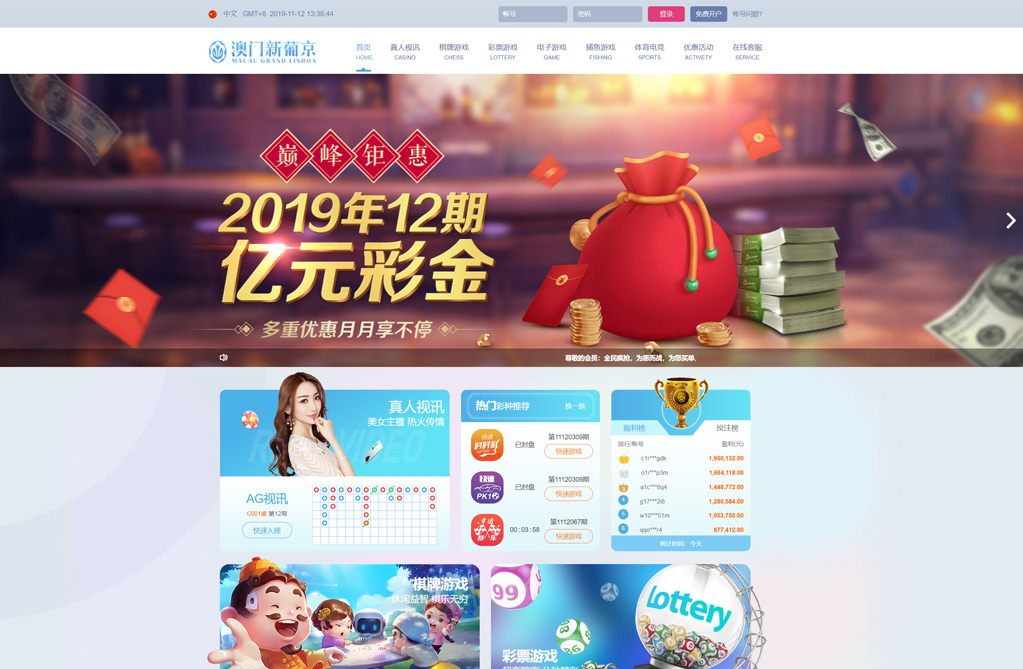 中文 GMT+8 2019-11-12 13:35:44
帐号
密码
登录
免费开户
帐号问题?
澳门新葡京
MACAU GRAND LISBOA
首页
HOME
真人视讯
CASINO
棋牌游戏
CHESS
彩票游戏
LOTTERY
电子游戏
GAME
捕鱼游戏
FISHING
体育电竞
SPORTS
优惠活动
ACTIVETY
在线客服
SERVICE
巅峰钜惠
2019年12期
亿元彩金
多重优惠月月享不停
尊敬的会员：全民疯抢，为惠而战，为您买单.
真人视讯
美女主播 热火传情
AG视讯
C001桌 第12局
快速入座
热门彩种推荐
换一换
快速
时时彩
已封盘
第11120309期
快速游戏
快速
PK10
已封盘
第11120309期
快速游戏
幸运
00:03:58
第1112067期
快速游戏
盈利榜
投注榜
排行/帐号
盈利(元)
c1r***gdk 1,950,132.00
o1i***p3m 1,664,118.00
a1c***6q4 1,448,772.00
4 g17***2i8 1,280,584.00
5 w10***51m 1,053,750.00
6 qqo***r4 877,412.00
统计时间：今天
棋牌游戏
休闲益智 棋乐无穷
99
8
Lottery
彩票游戏